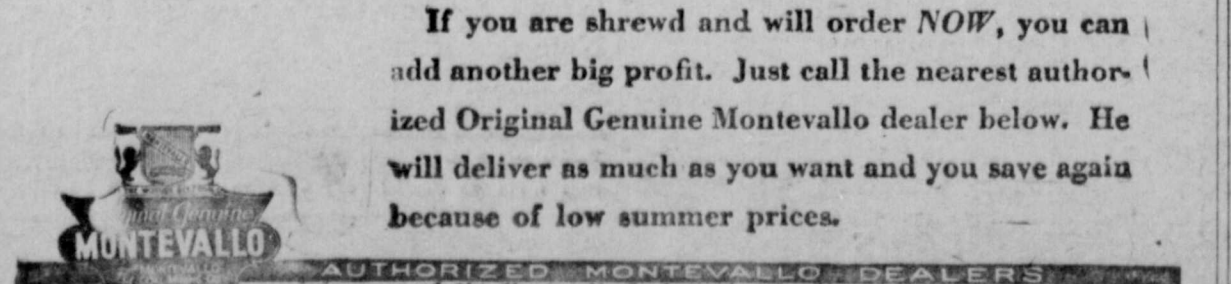 If you are shrewd and will order NOW, you can
add another big profit. Just call the nearest author-
ized Original Genuine Montevallo dealer below. He
will deliver as much as you want and you save again
because of low summer prices.
Original Genuine
MONTEVALLO
AUTHORIZED MONTEVALLO DEALERS